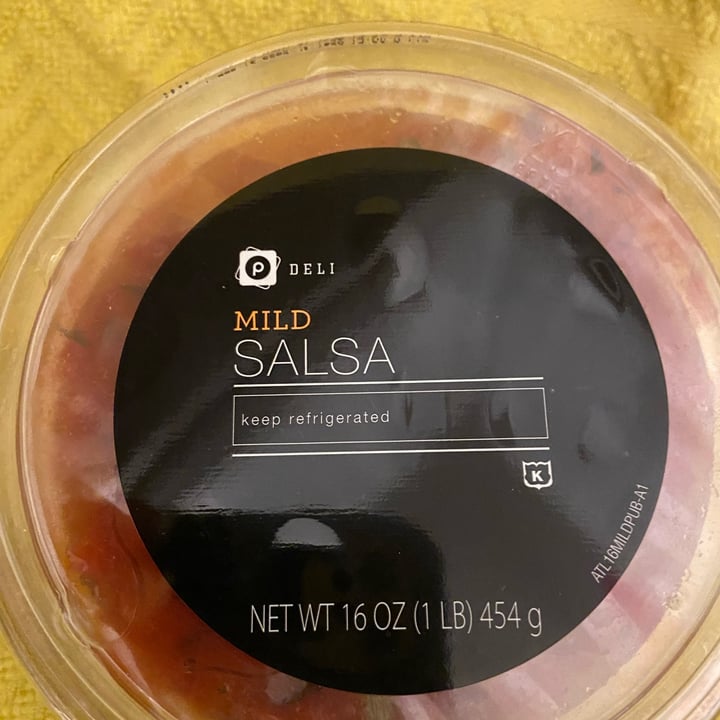 P DELI
MILD
SALSA
keep refrigerated
K
ATL16MILDPUB-A1
NET WT 16 OZ (1 LB) 454 g